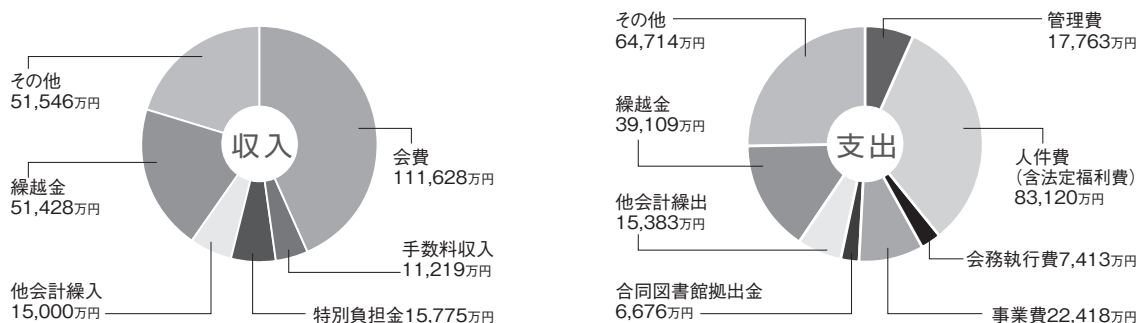 収入
会費
111,628万円
手数料収入
11,219万円
特別負担金15,775万円
他会計繰入
15,000万円
繰越金
51,428万円
その他
51,546万円
支出
管理費
17,763万円
人件費
(含法定福利費)
83,120万円
会務執行費7,413万円
事業費22,418万円
合同図書館拠出金
6,676万円
他会計繰出
15,383万円
繰越金
39,109万円
その他
64,714万円